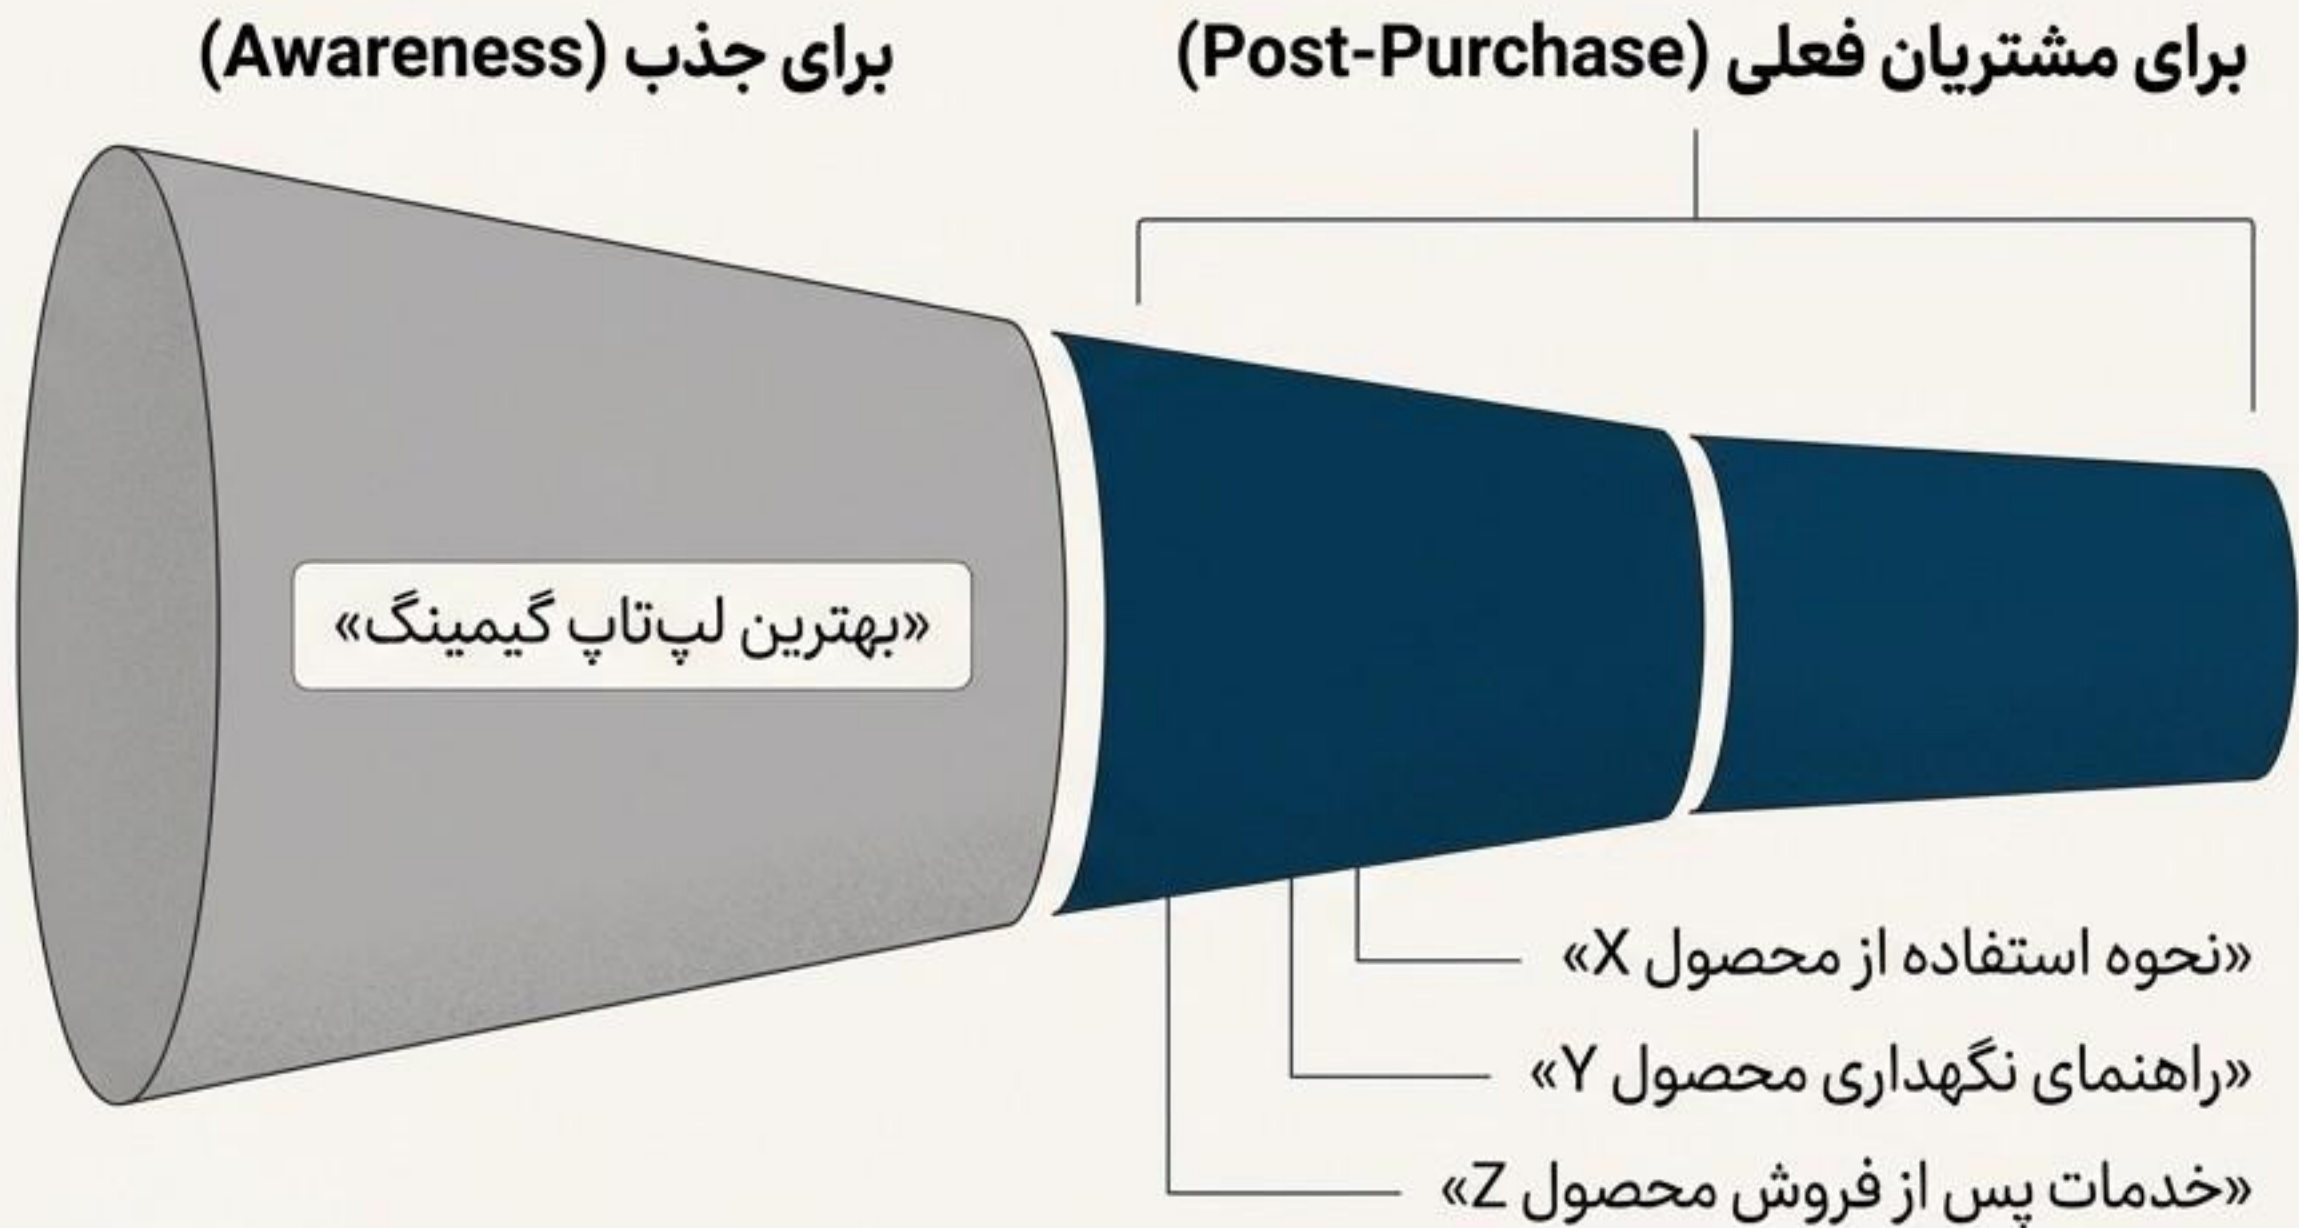 برای مشتریان فعلی (Post-Purchase)
برای جذب (Awareness)
«بهترین لپ‌تاپ گیمینگ»
«نحوه استفاده از محصول X»
«راهنمای نگهداری محصول Y»
«خدمات پس از فروش محصول Z»